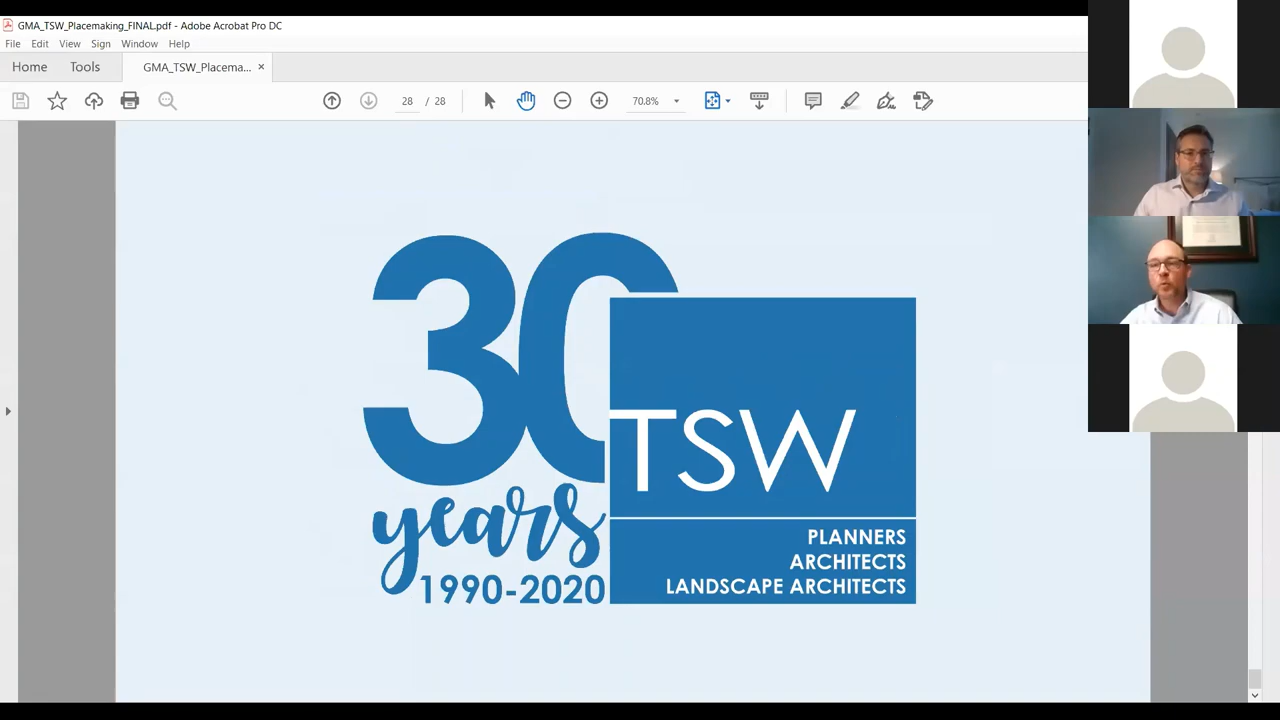 GMA_TSW_Placemaking_FINAL.pdf - Adobe Acrobat Pro DC
File Edit View Sign Window Help
Home Tools GMA_TSW_Placema... ×
28 / 28 70.8%
30
TSW
years
1990-2020
PLANNERS
ARCHITECTS
LANDSCAPE ARCHITECTS